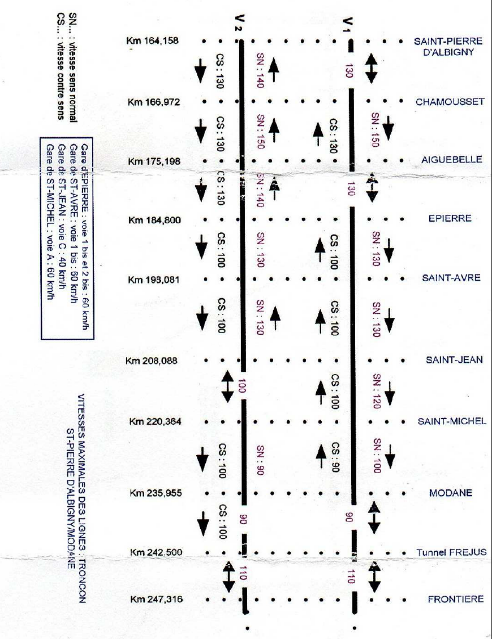 V 2
V 1
Km 164,158
SAINT-PIERRE
D'ALBIGNY
CS : 130
SN : 140
130
Km 166,972
CHAMOUSSET
CS : 130
SN : 150
CS : 130
SN : 150
Km 175,198
AIGUEBELLE
CS : 130
SN : 140
130
Km 184,800
EPIERRE
CS : 100
SN : 130
CS : 100
SN : 130
Km 193,081
SAINT-AVRE
CS : 100
SN : 130
CS : 100
SN : 130
Km 208,088
SAINT-JEAN
100
CS : 100
SN : 120
Km 220,384
SAINT-MICHEL
CS : 100
SN : 90
CS : 90
SN : 100
Km 235,955
MODANE
CS : 100
90
90
Km 242,500
Tunnel FREJUS
110
110
Km 247,316
FRONTIERE
SN... : vitesse sens normal
CS... : vitesse contre sens
Gare d'EPIERRE : voie 1 bis et 2 bis : 60 km/h
Gare de ST-AVRE : voie 1 bis : 60 km/h
Gare de ST-JEAN : voie C : 40 km/h
Gare de ST-MICHEL : voie A : 60 km/h
VITESSES MAXIMALES DES LIGNES : TRONCON
ST-PIERRE D'ALBIGNY/MODANE